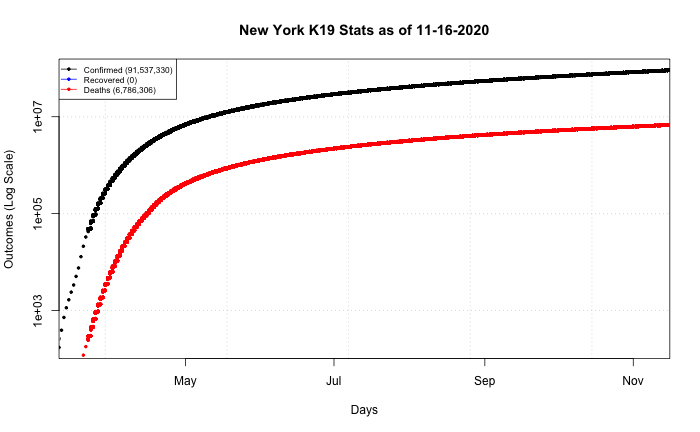 New York K19 Stats as of 11-16-2020
Confirmed (91,537,330)
Recovered (0)
Deaths (6,786,306)
Outcomes (Log Scale)
1e+07
1e+05
1e+03
May Jul Sep Nov
Days